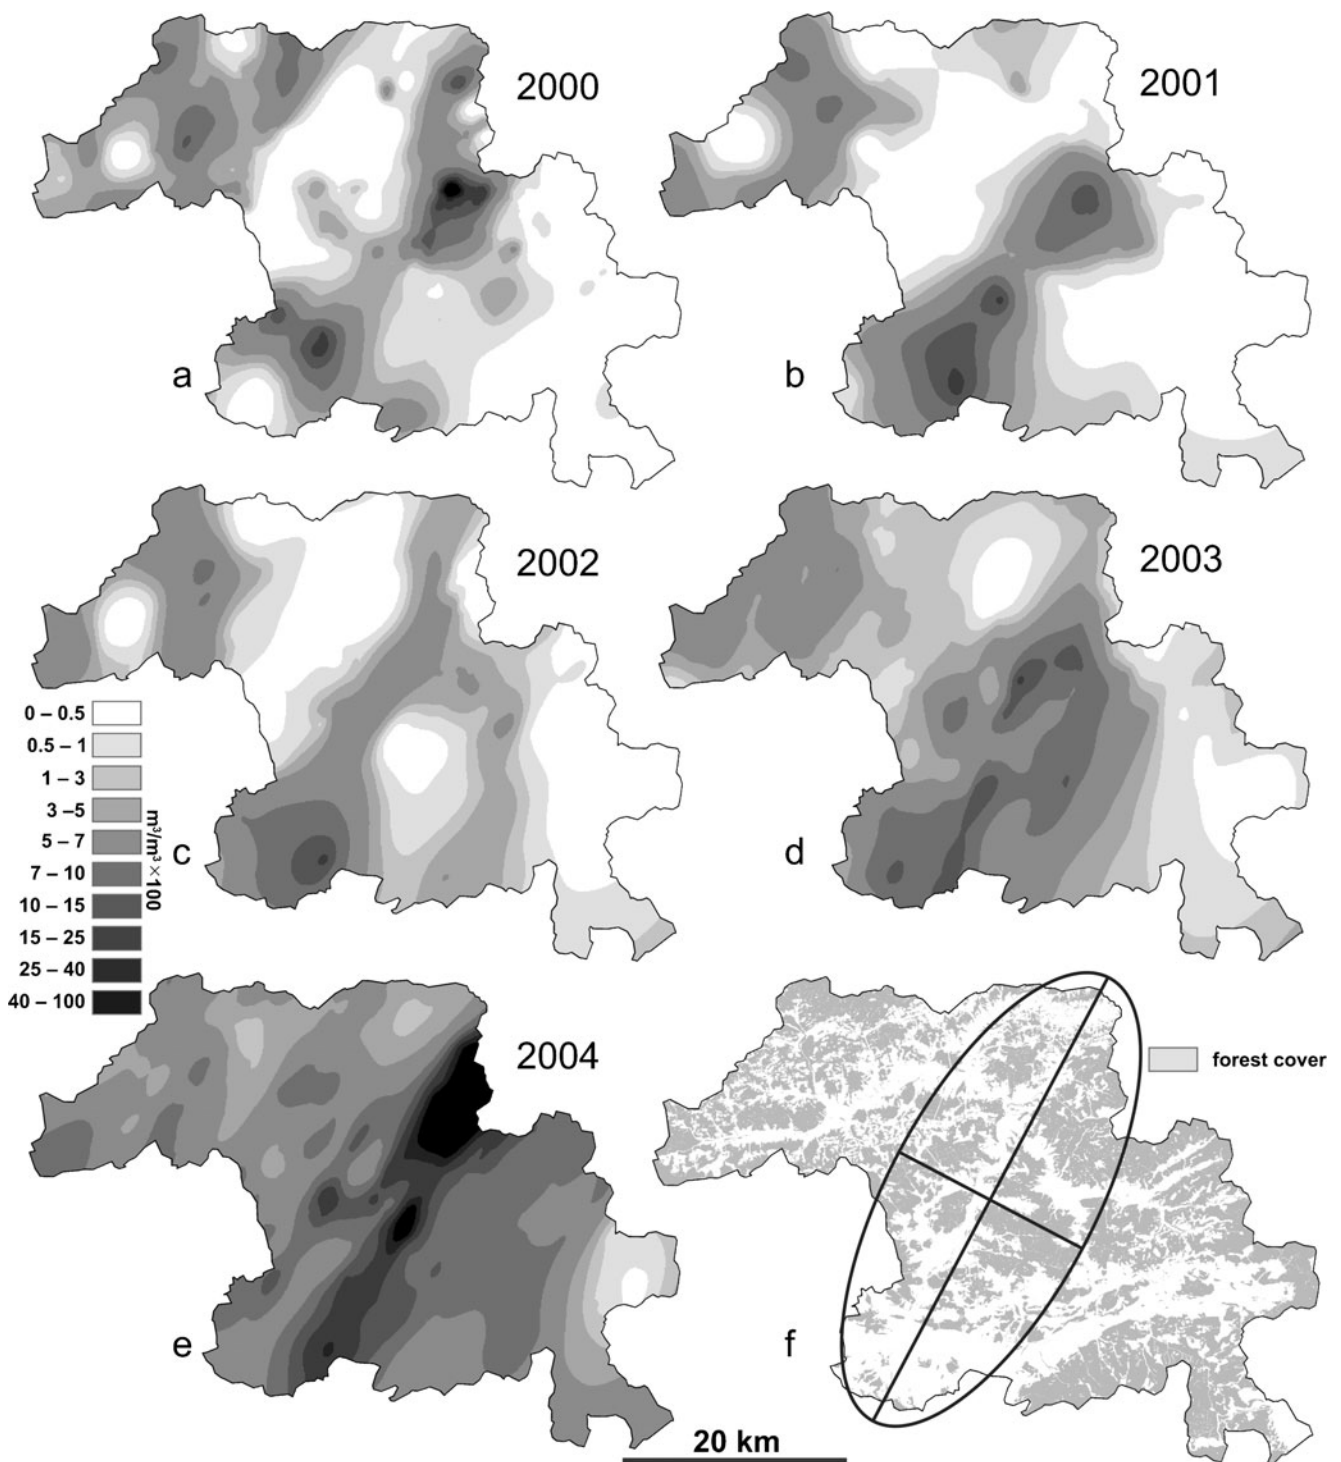 2000
2001
a
b
2002
2003
0 – 0.5
0.5 – 1
1 – 3
3 –5
5 – 7
7 – 10
10 – 15
15 – 25
25 – 40
40 – 100
m³/m³ × 100
c
d
2004
forest cover
e
f
20 km